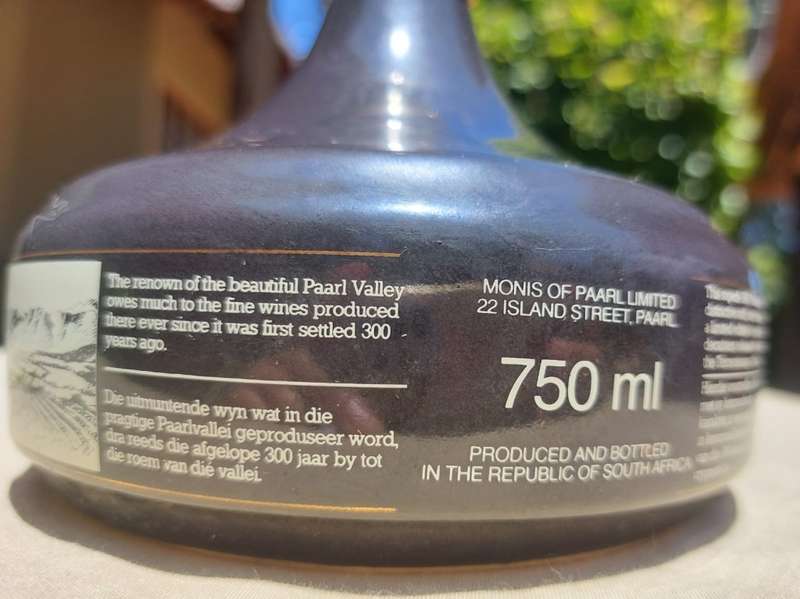 The renown of the beautiful Paarl Valley
owes much to the fine wines produced
there ever since it was first settled 300
years ago.
Die uitmuntende wyn wat in die
pragtige Paarlvallei geproduseer word,
dra reeds die afgelope 300 jaar by tot
die roem van dié vallei.
MONIS OF PAARL LIMITED
22 ISLAND STREET, PAARL
750 ml
PRODUCED AND BOTTLED
IN THE REPUBLIC OF SOUTH AFRICA